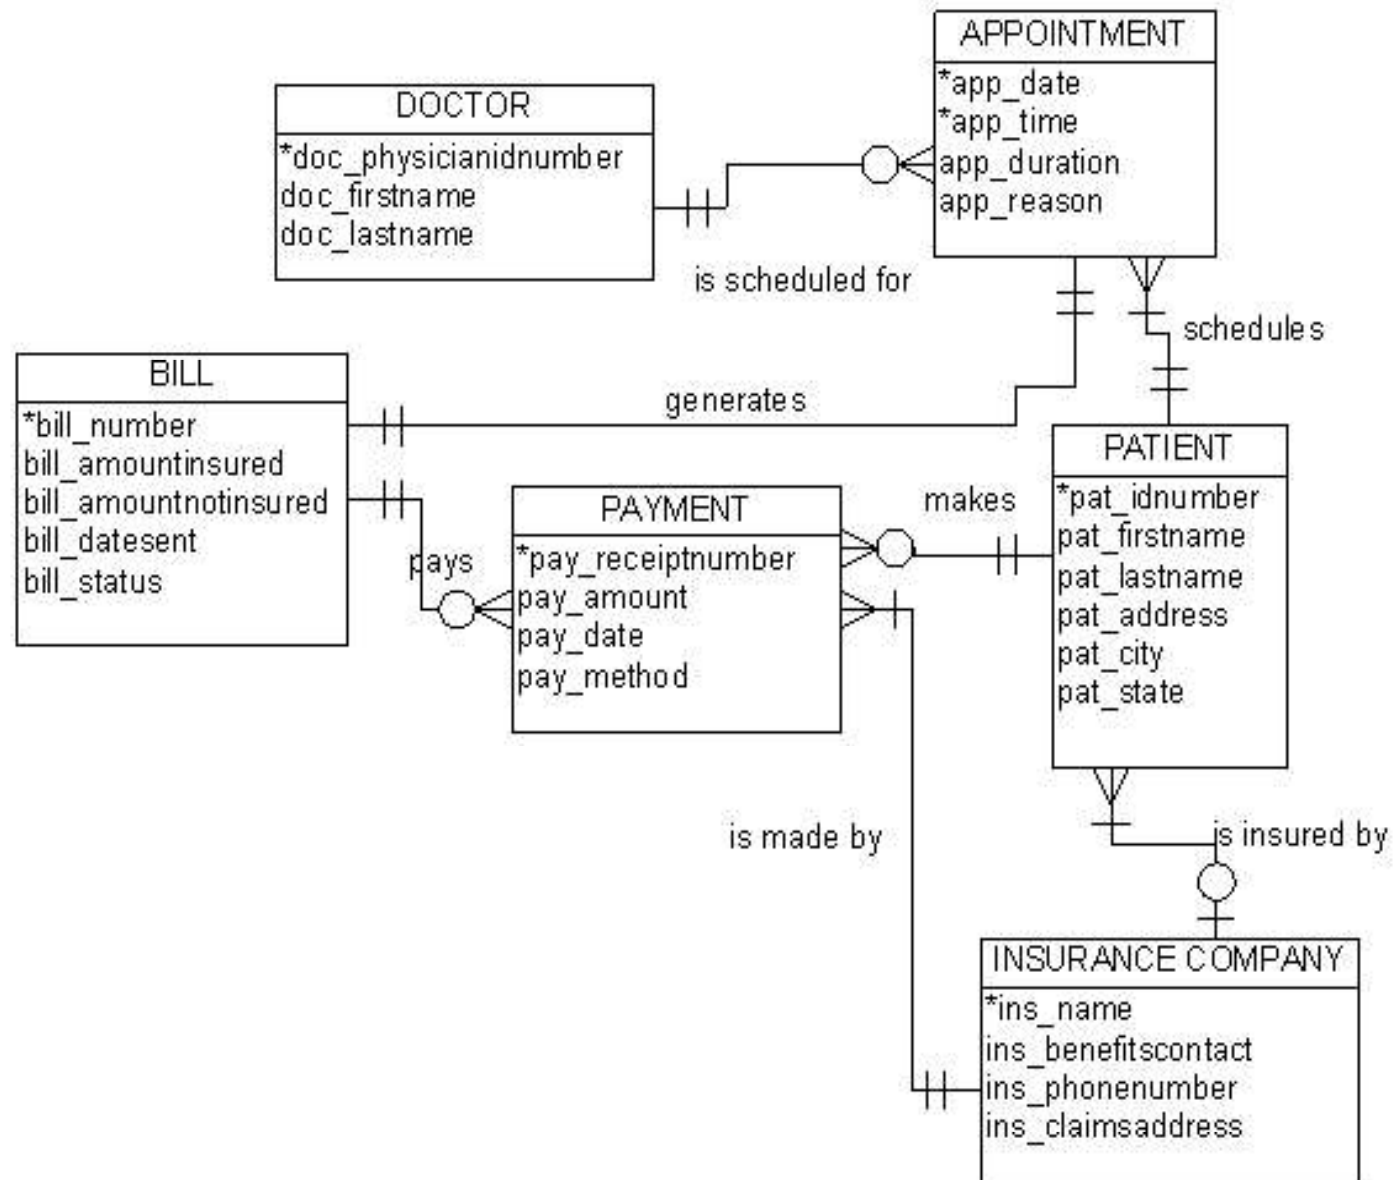 APPOINTMENT
*app_date
*app_time
app_duration
app_reason
DOCTOR
*doc_physicianidnumber
doc_firstname
doc_lastname
is scheduled for
schedules
BILL
*bill_number
bill_amountinsured
bill_amountnotinsured
bill_datesent
bill_status
generates
PATIENT
*pat_idnumber
pat_firstname
pat_lastname
pat_address
pat_city
pat_state
makes
PAYMENT
*pay_receiptnumber
pay_amount
pay_date
pay_method
pays
is made by
is insured by
INSURANCE COMPANY
*ins_name
ins_benefitscontact
ins_phonenumber
ins_claimsaddress